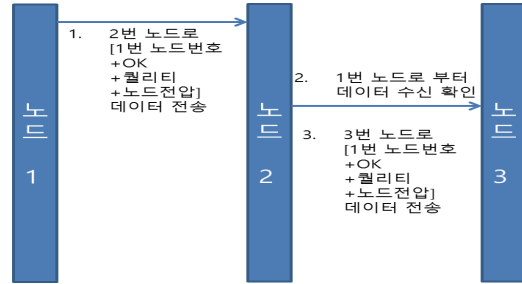 노드 1
1. 2번 노드로
[1번 노드번호
+OK
+퀄리티
+노드전압]
데이터 전송
노드 2
2. 1번 노드로 부터
데이터 수신 확인
3. 3번 노드로
[1번 노드번호
+OK
+퀄리티
+노드전압]
데이터 전송
노드 3